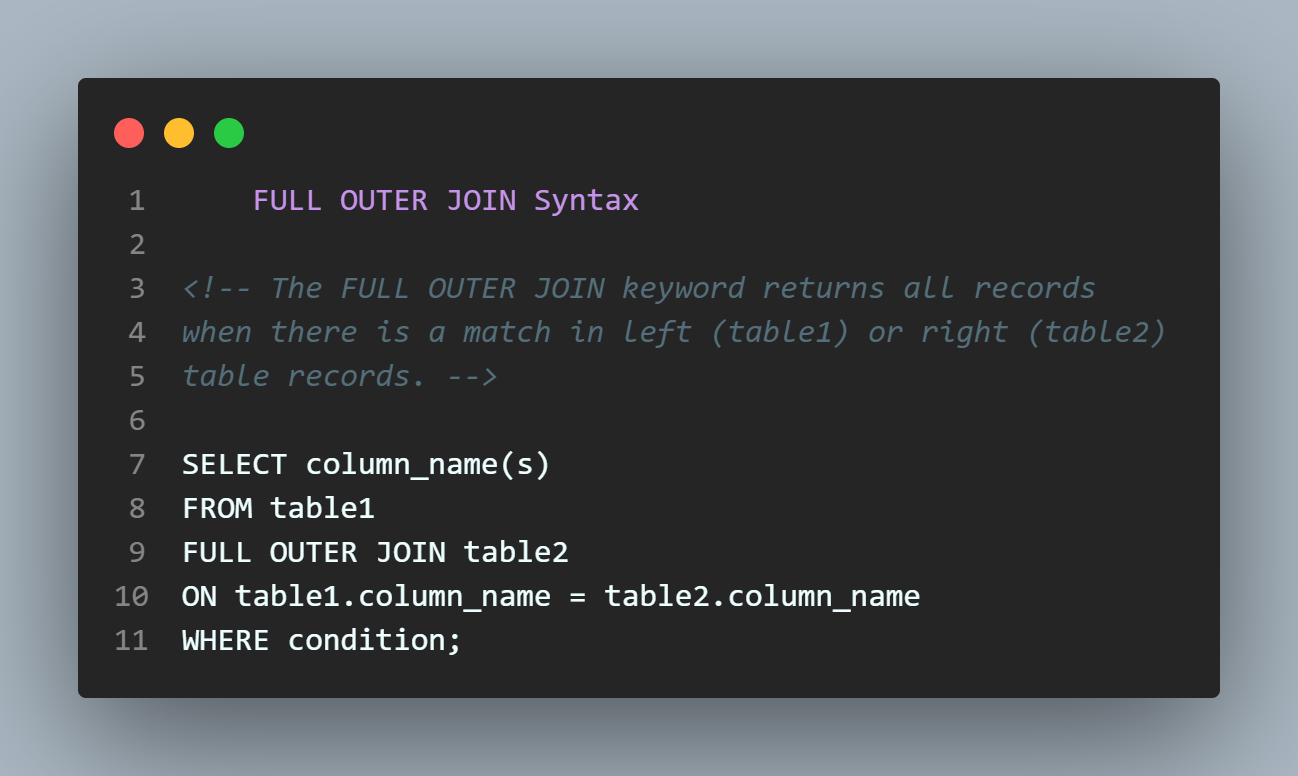 1 FULL OUTER JOIN Syntax
2
3 <!-- The FULL OUTER JOIN keyword returns all records
4 when there is a match in left (table1) or right (table2)
5 table records. -->
6
7 SELECT column_name(s)
8 FROM table1
9 FULL OUTER JOIN table2
10 ON table1.column_name = table2.column_name
11 WHERE condition;